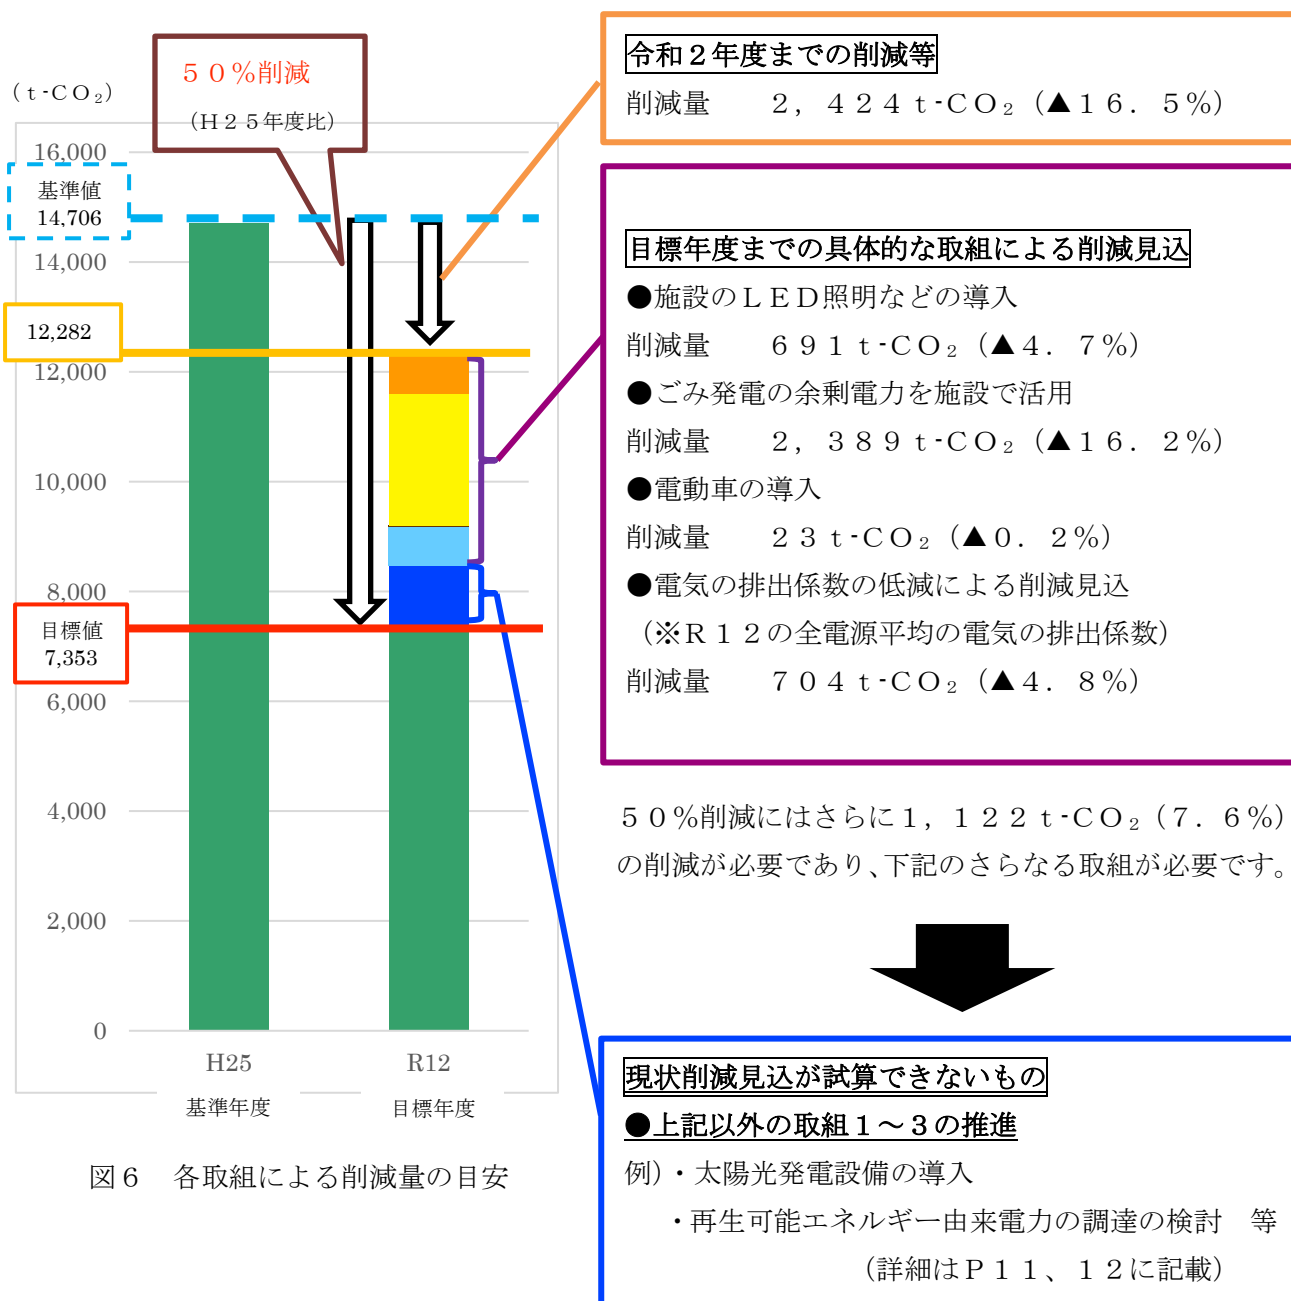 (t-CO₂)
50%削減
(H25年度比)
16,000
基準値
14,706
14,000
12,282
12,000
10,000
8,000
目標値
7,353
6,000
4,000
2,000
0
H25
R12
基準年度
目標年度
図6 各取組による削減量の目安
令和2年度までの削減等
削減量 2,424t-CO₂(▲16.5%)
目標年度までの具体的な取組による削減見込
●施設のLED照明などの導入
削減量 691t-CO₂(▲4.7%)
●ごみ発電の余剰電力を施設で活用
削減量 2,389t-CO₂(▲16.2%)
●電動車の導入
削減量 23t-CO₂(▲0.2%)
●電気の排出係数の低減による削減見込
(※R12の全電源平均の電気の排出係数)
削減量 704t-CO₂(▲4.8%)
50%削減にはさらに1,122t-CO₂(7.6%)
の削減が必要であり、下記のさらなる取組が必要です。
現状削減見込が試算できないもの
●上記以外の取組1～3の推進
例)・太陽光発電設備の導入
・再生可能エネルギー由来電力の調達の検討 等
(詳細はP11、12に記載)